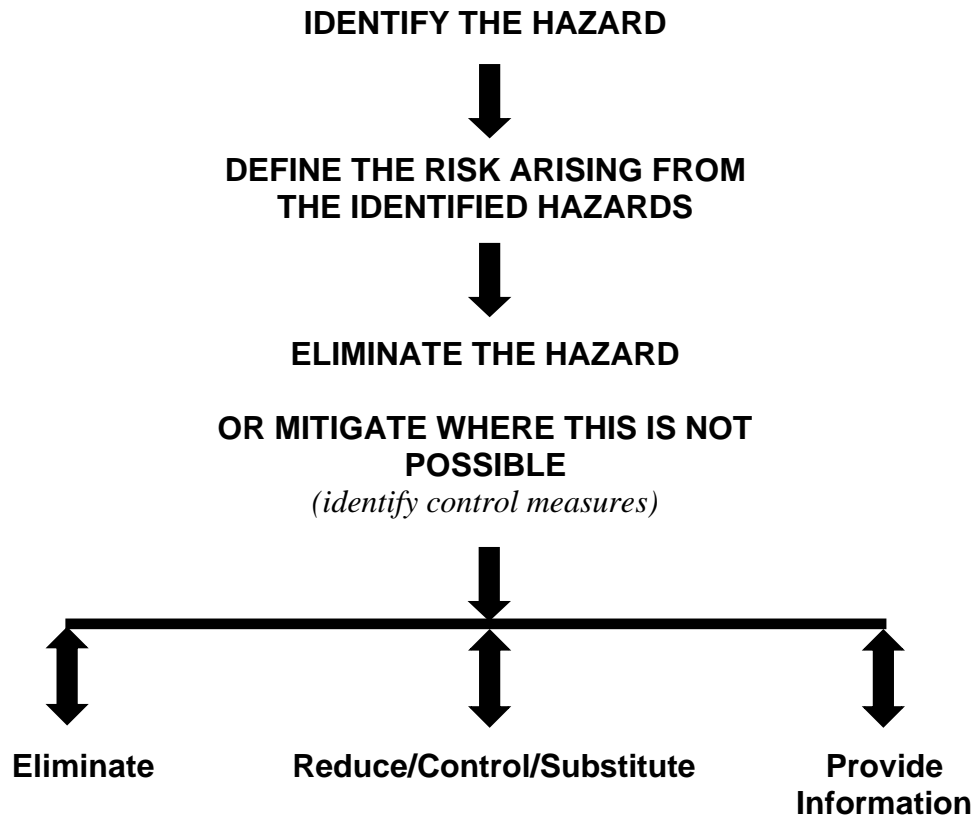 IDENTIFY THE HAZARD
DEFINE THE RISK ARISING FROM
THE IDENTIFIED HAZARDS
ELIMINATE THE HAZARD
OR MITIGATE WHERE THIS IS NOT
POSSIBLE
(identify control measures)
Eliminate
Reduce/Control/Substitute
Provide
Information